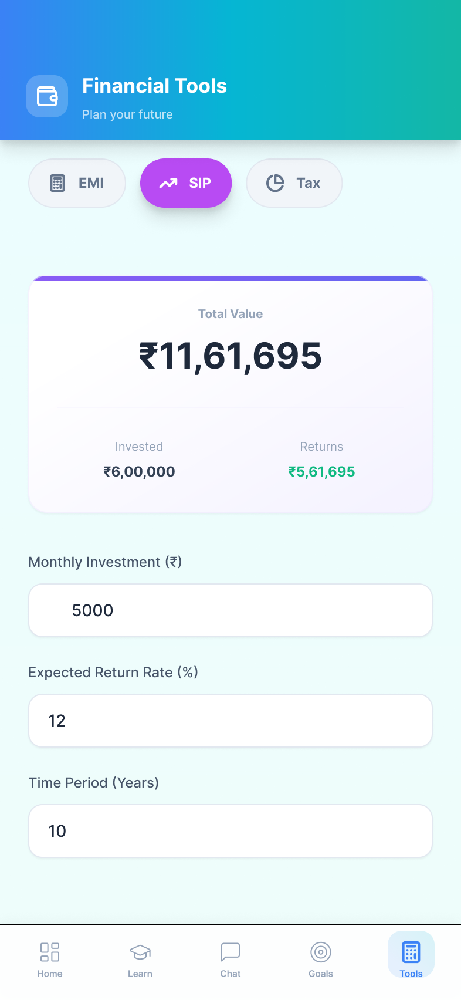 Financial Tools
Plan your future
EMI
SIP
Tax
Total Value
₹11,61,695
Invested
Returns
₹6,00,000
₹5,61,695
Monthly Investment (₹)
5000
Expected Return Rate (%)
12
Time Period (Years)
10
Home
Learn
Chat
Goals
Tools